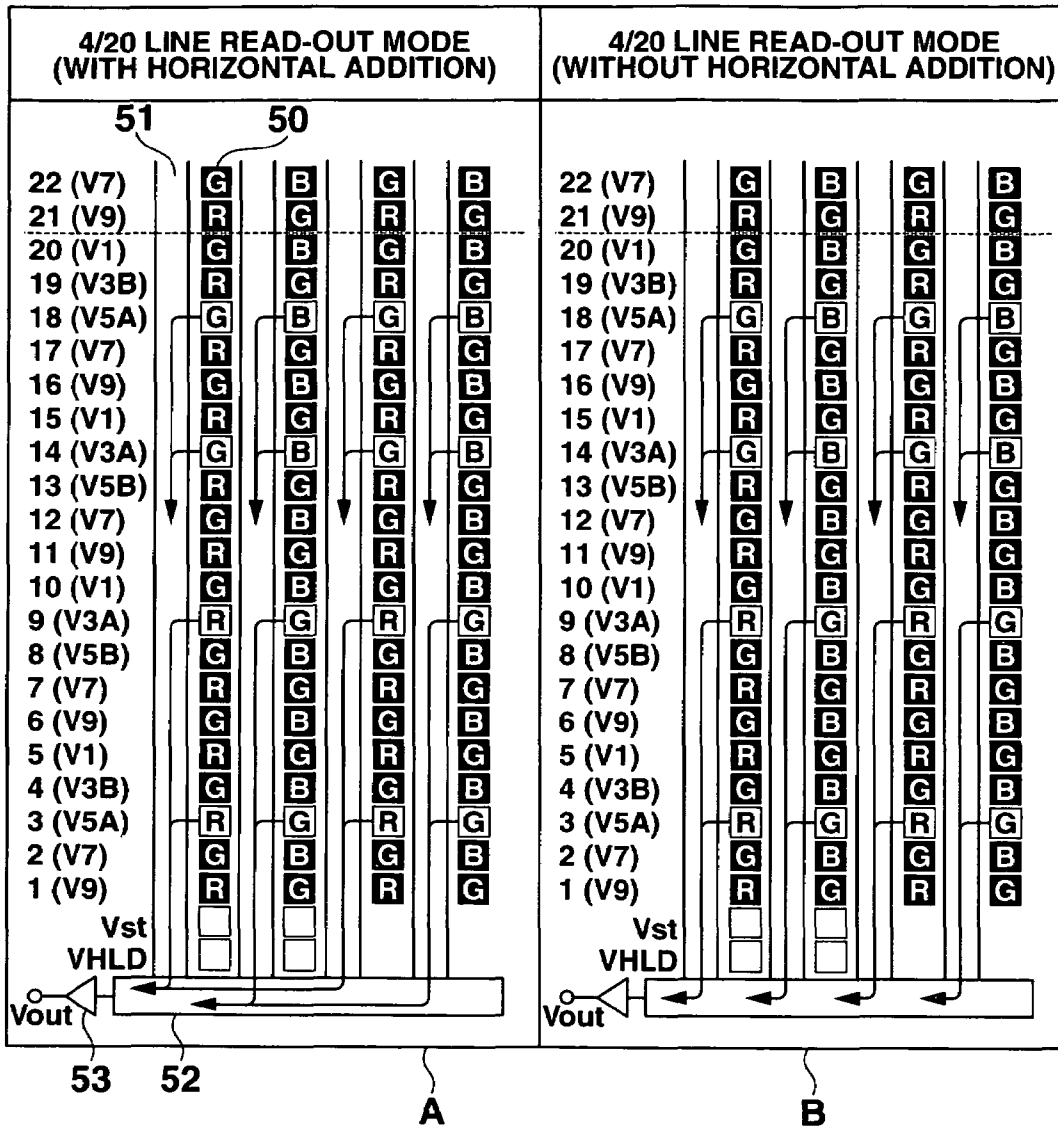 4/20 LINE READ-OUT MODE
(WITH HORIZONTAL ADDITION)
4/20 LINE READ-OUT MODE
(WITHOUT HORIZONTAL ADDITION)
51 50
22 (V7) G B G B
21 (V9) R G R G
20 (V1) G B G B
19 (V3B) R G R G
18 (V5A) G B G B
17 (V7) R G R G
16 (V9) G B G B
15 (V1) R G R G
14 (V3A) G B G B
13 (V5B) R G R G
12 (V7) G B G B
11 (V9) R G R G
10 (V1) G B G B
9 (V3A) R G R G
8 (V5B) G B G B
7 (V7) R G R G
6 (V9) G B G B
5 (V1) R G R G
4 (V3B) G B G B
3 (V5A) R G R G
2 (V7) G B G B
1 (V9) R G R G
Vst
VHLD
Vout
53 52
A
22 (V7) G B G B
21 (V9) R G R G
20 (V1) G B G B
19 (V3B) R G R G
18 (V5A) G B G B
17 (V7) R G R G
16 (V9) G B G B
15 (V1) R G R G
14 (V3A) G B G B
13 (V5B) R G R G
12 (V7) G B G B
11 (V9) R G R G
10 (V1) G B G B
9 (V3A) R G R G
8 (V5B) G B G B
7 (V7) R G R G
6 (V9) G B G B
5 (V1) R G R G
4 (V3B) G B G B
3 (V5A) R G R G
2 (V7) G B G B
1 (V9) R G R G
Vst
VHLD
Vout
B